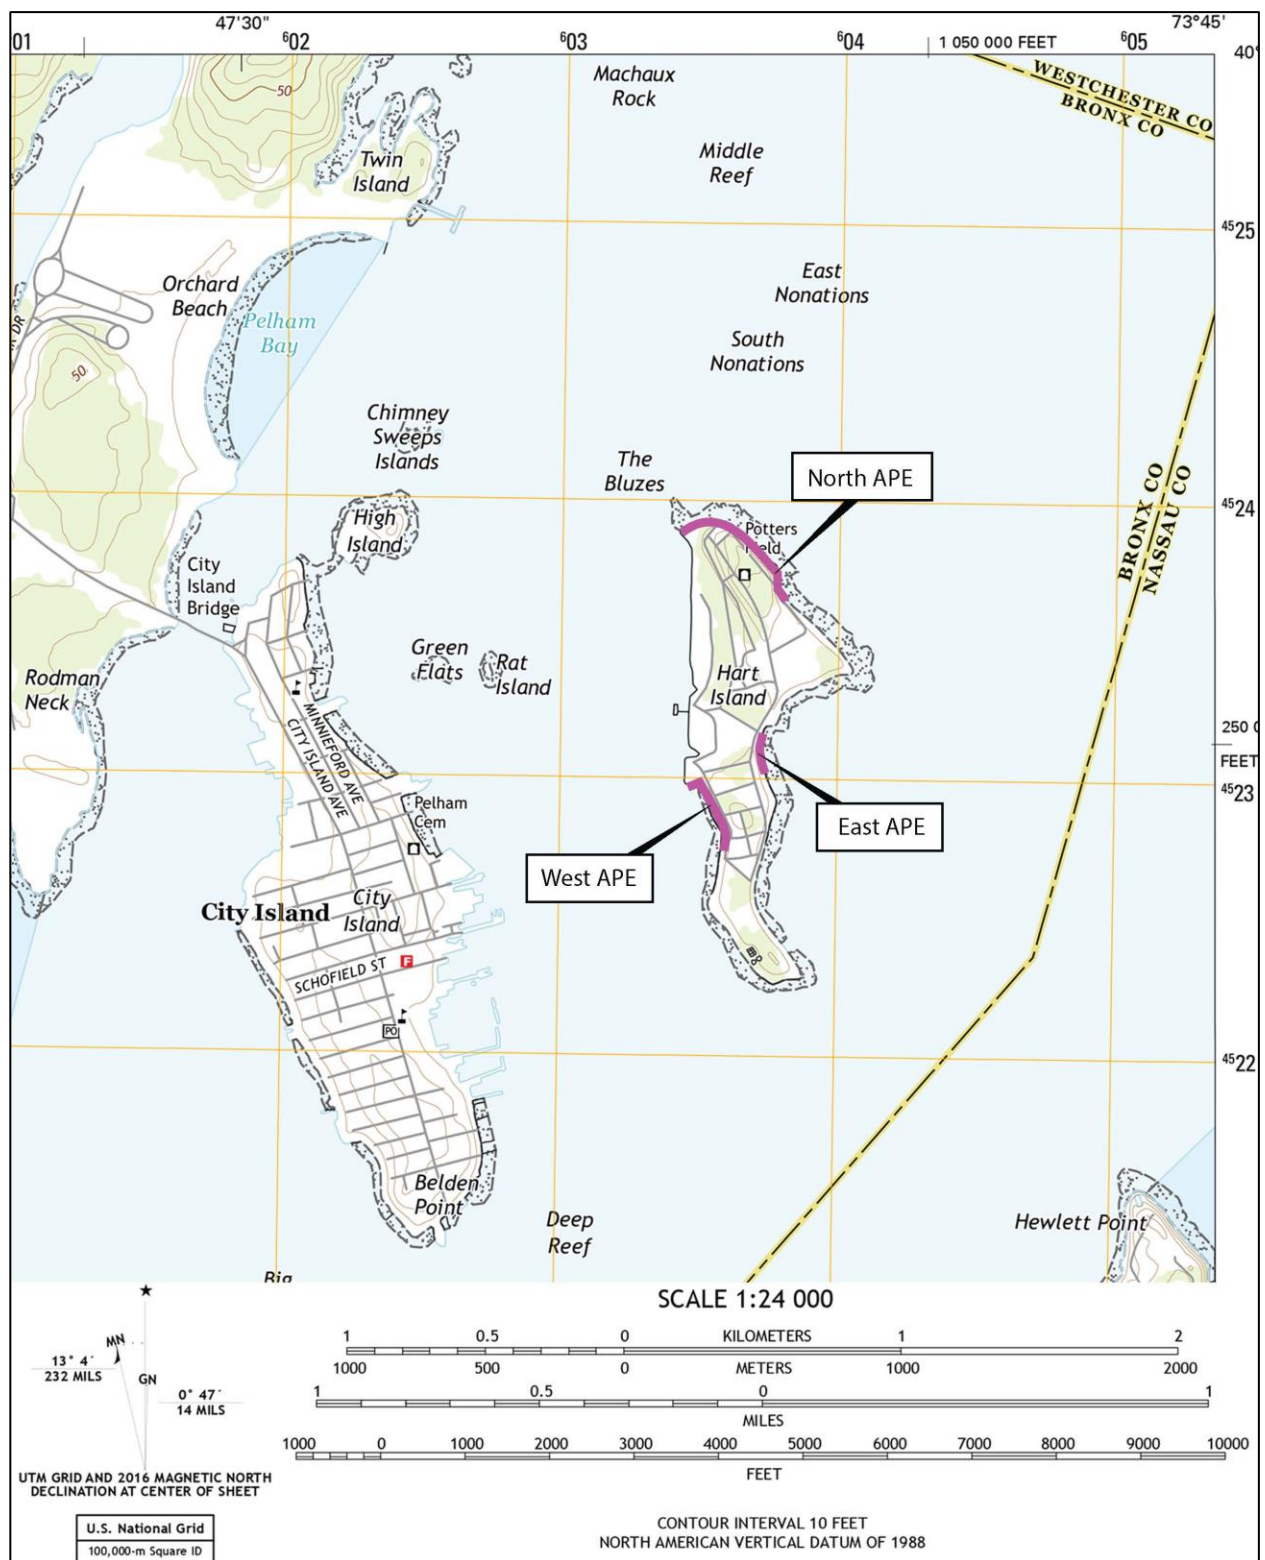 47'30"
73°45'
01
⁶02
⁶03
⁶04
1 050 000 FEET
⁶05
40°
WESTCHESTER CO
BRONX CO
Machaux
Rock
50
Middle
Reef
Twin
Island
⁴⁵25
East
Nonations
Orchard
Beach
Pelham
Bay
South
Nonations
DR
50
Chimney
Sweeps
Islands
The
Bluzes
North APE
BRONX CO
NASSAU CO
⁴⁵24
High
Island
Potters
Field
City
Island
Bridge
Green
Flats
Rat
Island
Hart
Island
Rodman
Neck
MINNIEFORD AVE
CITY ISLAND AVE
250 0
FEET
⁴⁵23
Pelham
Cem
East APE
West APE
City Island
City
Island
F
SCHOFIELD ST
PO
⁴⁵22
Belden
Point
Deep
Reef
Hewlett Point
Big
SCALE 1:24 000
1 0.5 0 KILOMETERS 1 2
1000 500 0 METERS 1000 2000
1 0.5 0 1
MILES
1000 0 1000 2000 3000 4000 5000 6000 7000 8000 9000 10000
FEET
MN
13° 4´
232 MILS
GN
0° 47´
14 MILS
UTM GRID AND 2016 MAGNETIC NORTH
DECLINATION AT CENTER OF SHEET
U.S. National Grid
100,000-m Square ID
CONTOUR INTERVAL 10 FEET
NORTH AMERICAN VERTICAL DATUM OF 1988